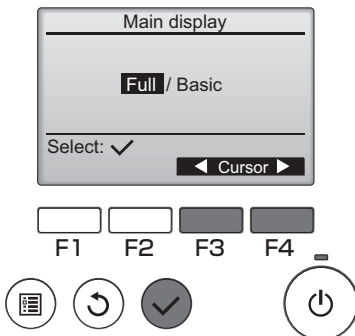 Main display
Full / Basic
Select:
Cursor
F1 F2 F3 F4